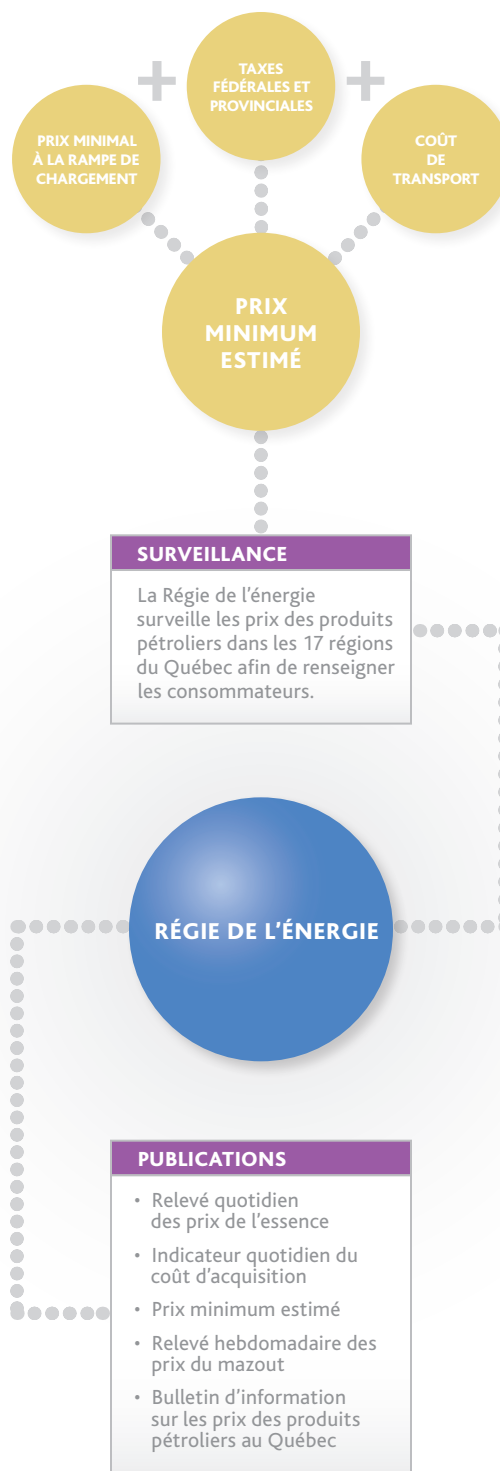 TAXES
FÉDÉRALES ET
PROVINCIALES
PRIX MINIMAL
À LA RAMPE DE
CHARGEMENT
COÛT
DE
TRANSPORT
+
+
PRIX
MINIMUM
ESTIMÉ
SURVEILLANCE
La Régie de l'énergie
surveille les prix des produits
pétroliers dans les 17 régions
du Québec afin de renseigner
les consommateurs.
RÉGIE DE L'ÉNERGIE
PUBLICATIONS
• Relevé quotidien
des prix de l'essence
• Indicateur quotidien du
coût d'acquisition
• Prix minimum estimé
• Relevé hebdomadaire des
prix du mazout
• Bulletin d'information
sur les prix des produits
pétroliers au Québec